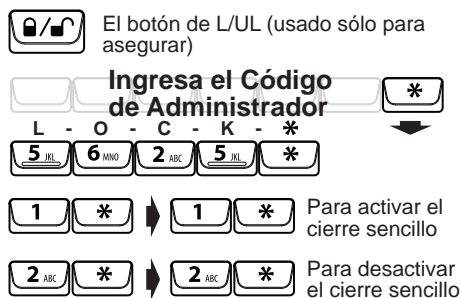 El botón de L/UL (usado sólo para
asegurar)
Ingresa el Código
de Administrador
*
L - O - C - K - *
5 JKL 6 MNO 2 ABC 5 JKL *
1 * 1 * Para activar el
cierre sencillo
2 ABC * 2 ABC * Para desactivar
el cierre sencillo